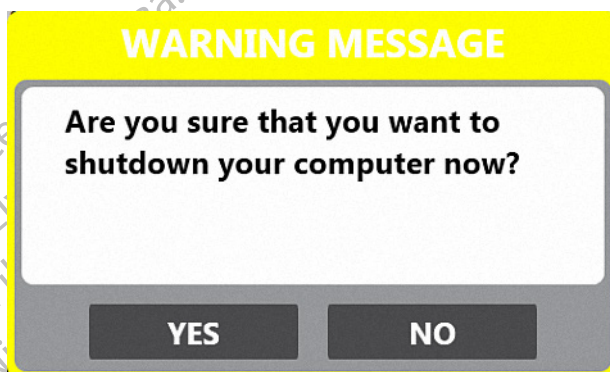 WARNING MESSAGE
Are you sure that you want to
shutdown your computer now?
YES
NO